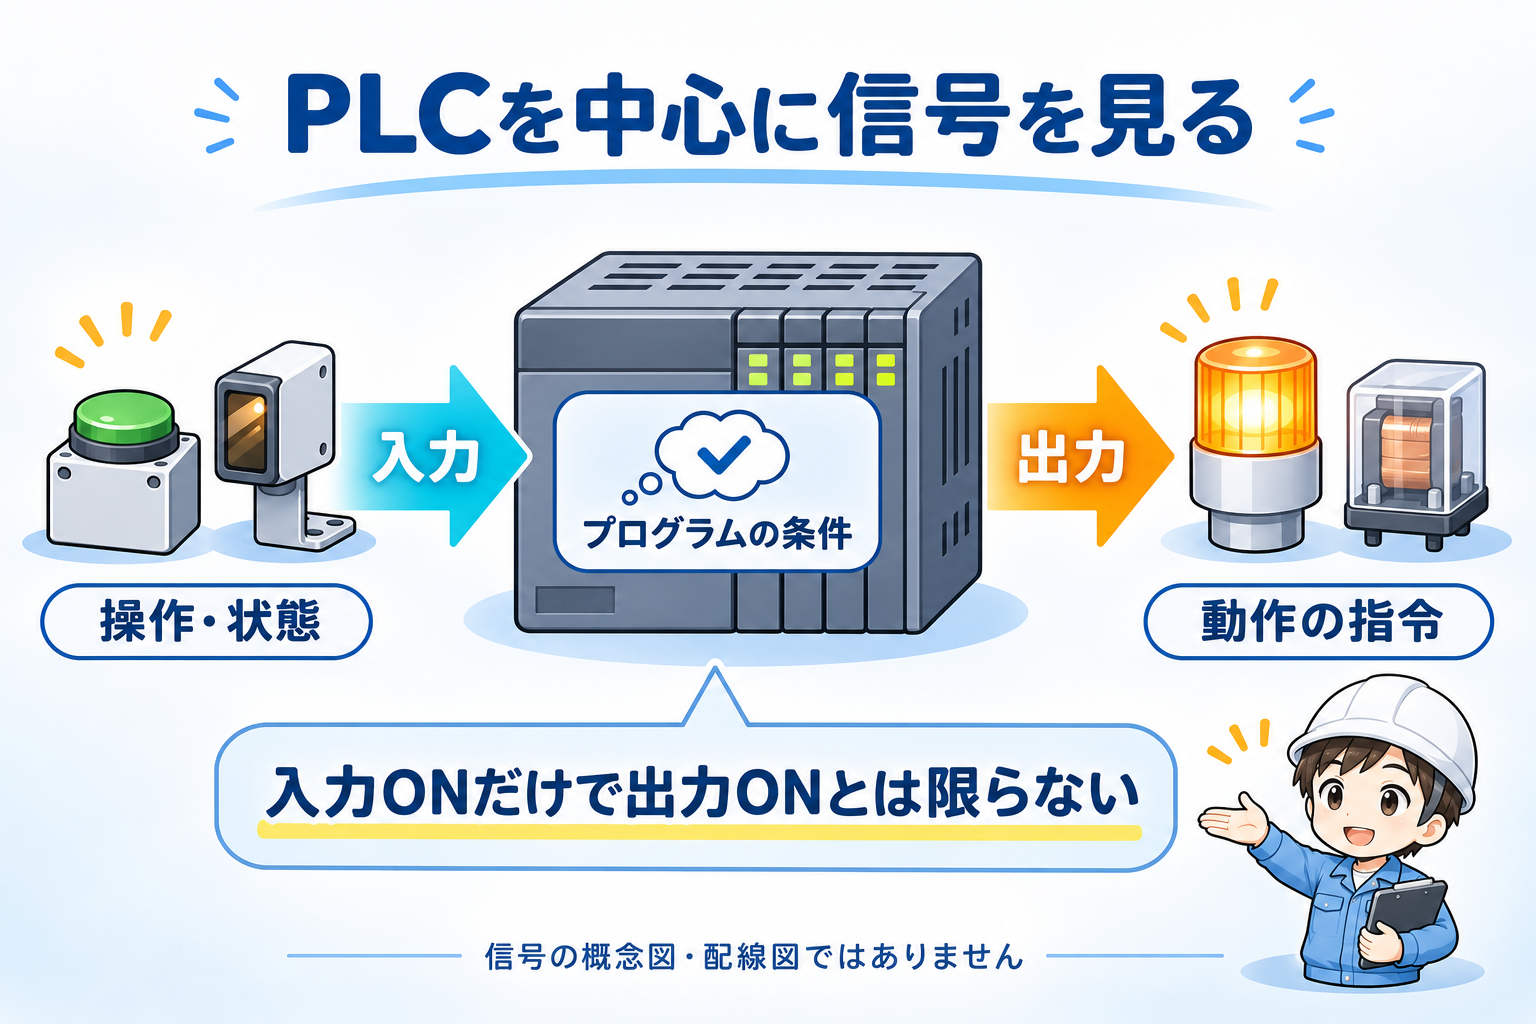 PLCを中心に信号を見る
入力
プログラムの条件
出力
操作・状態
動作の指令
入力ONだけで出力ONとは限らない
信号の概念図・配線図ではありません